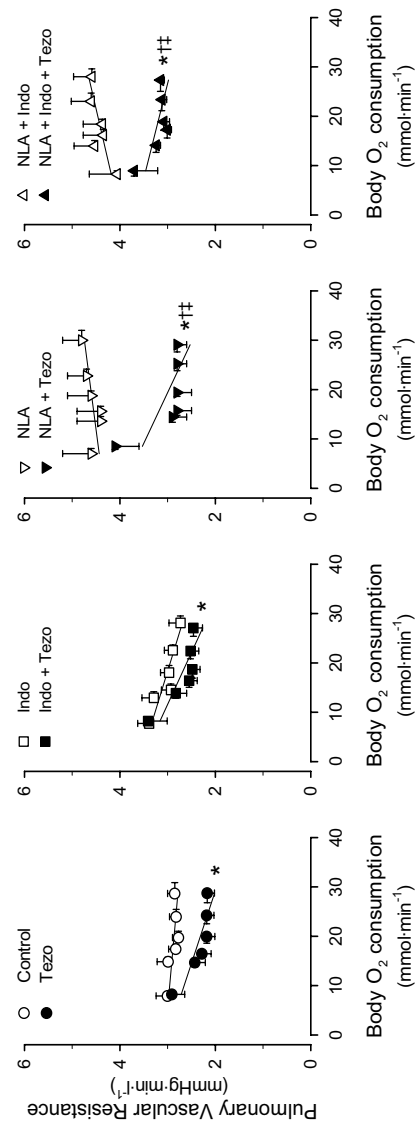 Pulmonary Vascular Resistance
(mmHg·min·l⁻¹)
Control
Tezo
6
4
2
0
*
0 10 20 30 40
Body O₂ consumption
(mmol·min⁻¹)
Indo
Indo + Tezo
6
4
2
0
*
0 10 20 30 40
Body O₂ consumption
(mmol·min⁻¹)
NLA
NLA + Tezo
6
4
2
0
*†‡
0 10 20 30 40
Body O₂ consumption
(mmol·min⁻¹)
NLA + Indo
NLA + Indo + Tezo
6
4
2
0
*†‡
0 10 20 30 40
Body O₂ consumption
(mmol·min⁻¹)